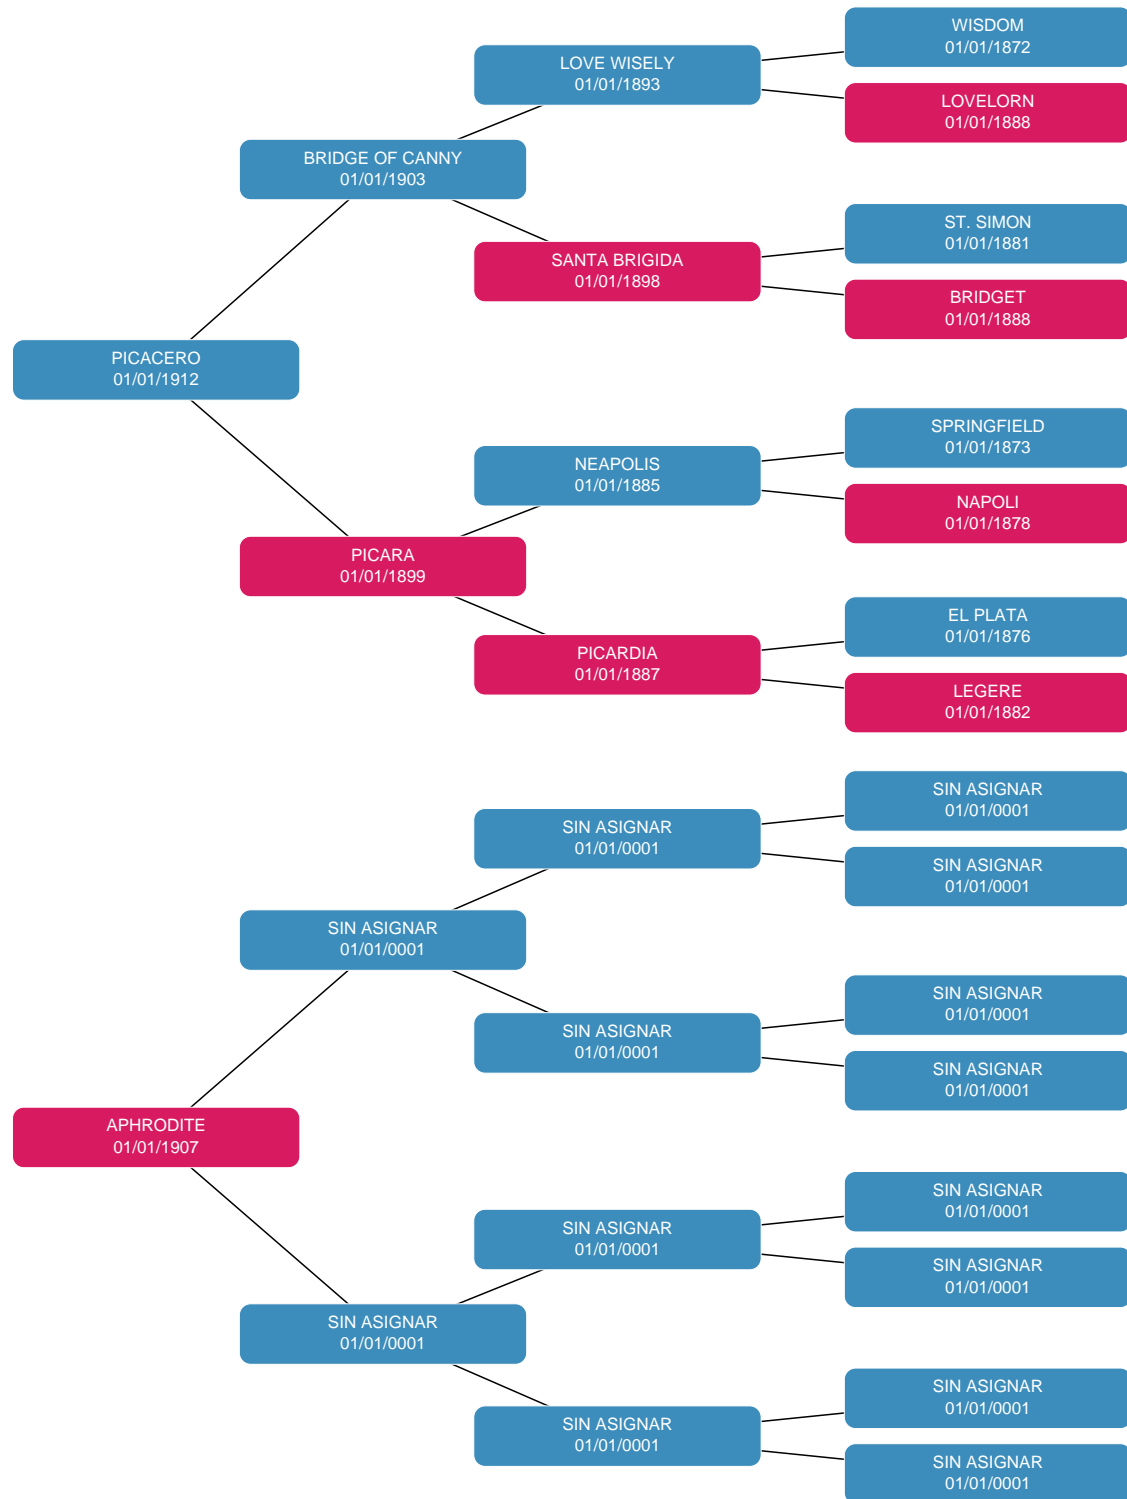 WISDOM
01/01/1872
LOVE WISELY
01/01/1893
LOVELORN
01/01/1888
BRIDGE OF CANNY
01/01/1903
ST. SIMON
01/01/1881
SANTA BRIGIDA
01/01/1898
BRIDGET
01/01/1888
PICACERO
01/01/1912
SPRINGFIELD
01/01/1873
NEAPOLIS
01/01/1885
NAPOLI
01/01/1878
PICARA
01/01/1899
EL PLATA
01/01/1876
PICARDIA
01/01/1887
LEGERE
01/01/1882
SIN ASIGNAR
01/01/0001
SIN ASIGNAR
01/01/0001
SIN ASIGNAR
01/01/0001
SIN ASIGNAR
01/01/0001
SIN ASIGNAR
01/01/0001
SIN ASIGNAR
01/01/0001
SIN ASIGNAR
01/01/0001
APHRODITE
01/01/1907
SIN ASIGNAR
01/01/0001
SIN ASIGNAR
01/01/0001
SIN ASIGNAR
01/01/0001
SIN ASIGNAR
01/01/0001
SIN ASIGNAR
01/01/0001
SIN ASIGNAR
01/01/0001
SIN ASIGNAR
01/01/0001